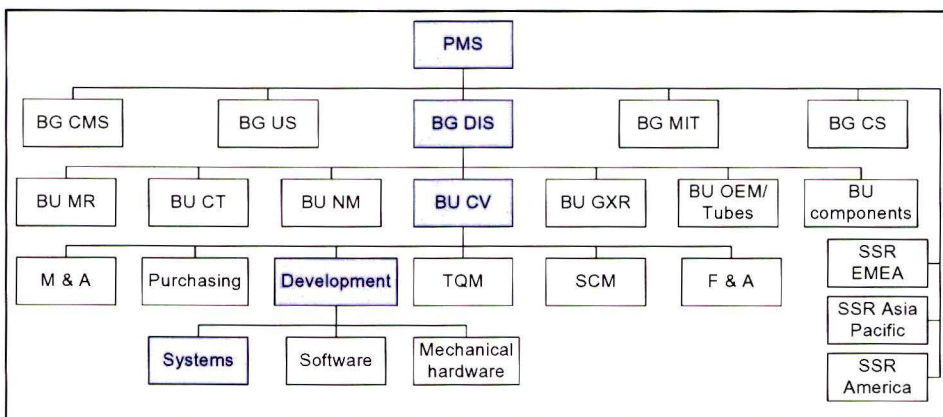 PMS
BG CMS
BG US
BG DIS
BG MIT
BG CS
BU MR
BU CT
BU NM
BU CV
BU GXR
BU OEM/
Tubes
BU
components
M & A
Purchasing
Development
TQM
SCM
F & A
SSR
EMEA
SSR Asia
Pacific
SSR
America
Systems
Software
Mechanical
hardware